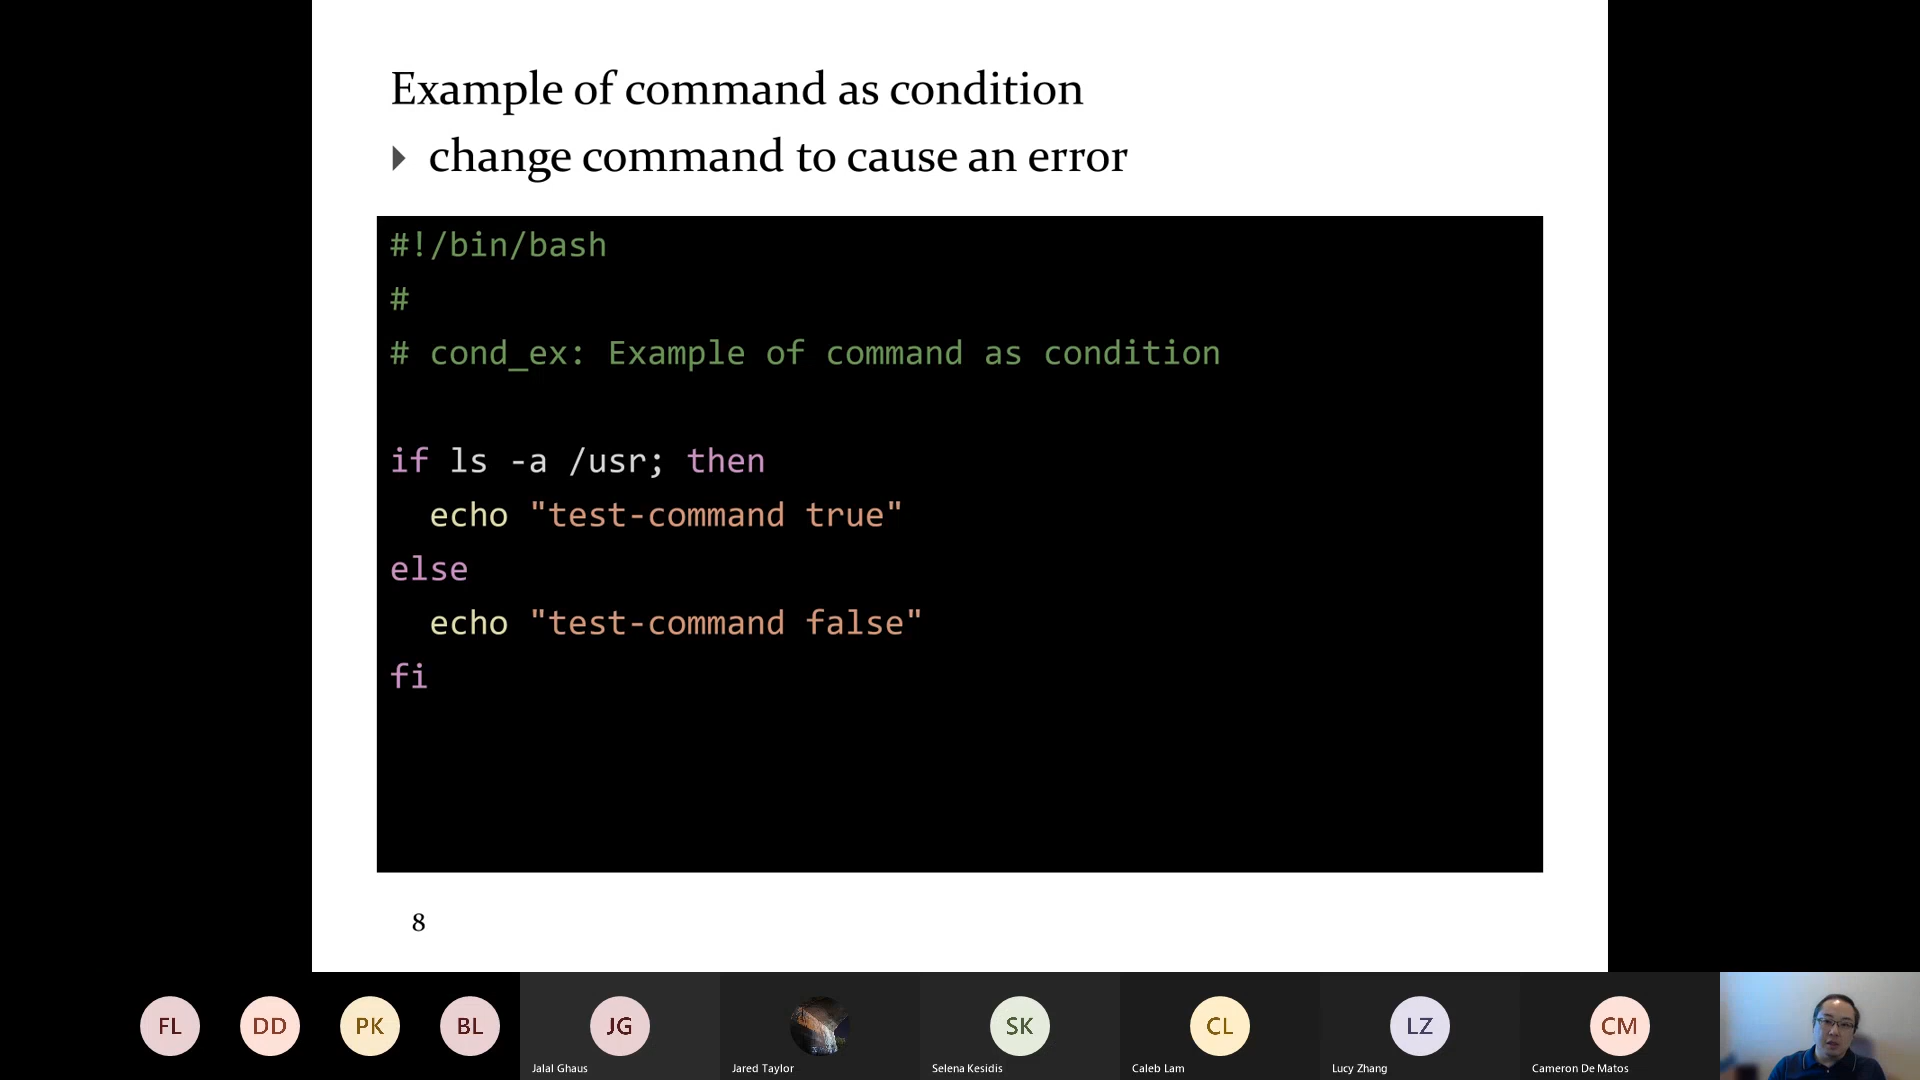 Example of command as condition
change command to cause an error
#!/bin/bash
#
# cond_ex: Example of command as condition
if ls -a /usr; then
  echo "test-command true"
else
  echo "test-command false"
fi
8
FL
DD
PK
BL
JG
SK
CL
LZ
CM
Jalal Ghaus
Jared Taylor
Selena Kesidis
Caleb Lam
Lucy Zhang
Cameron De Matos